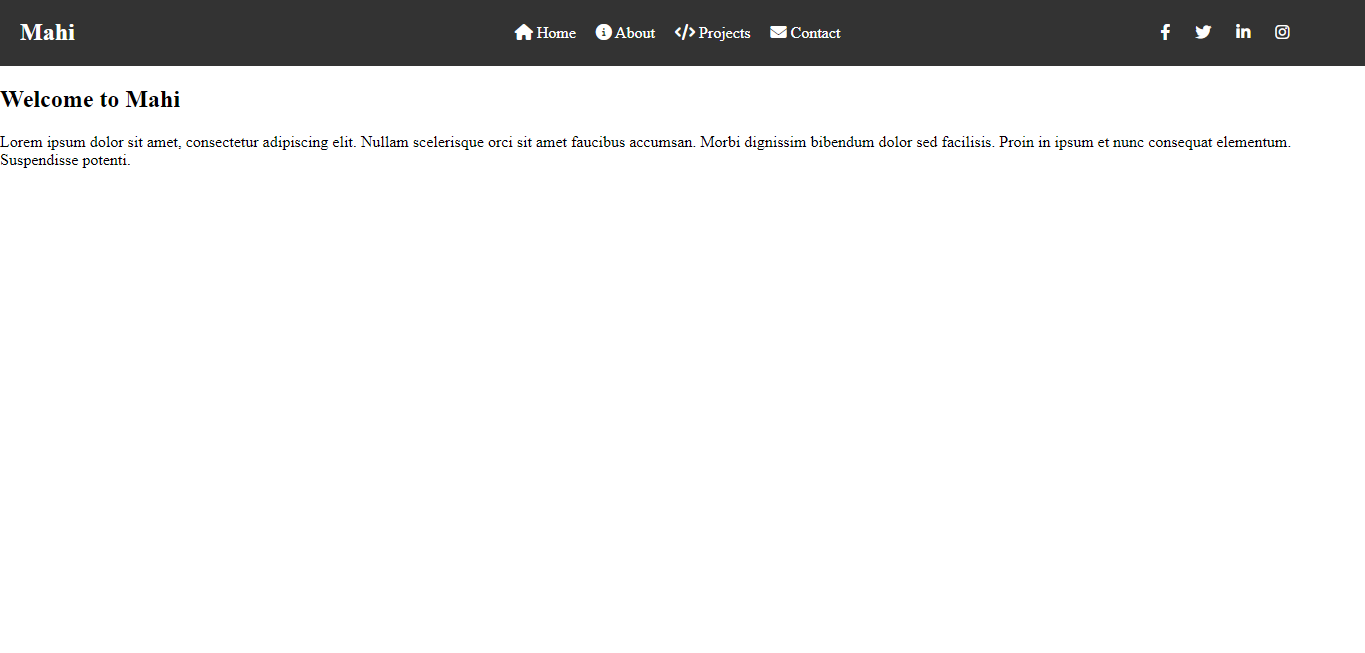 Mahi
Home About Projects Contact
Welcome to Mahi
Lorem ipsum dolor sit amet, consectetur adipiscing elit. Nullam scelerisque orci sit amet faucibus accumsan. Morbi dignissim bibendum dolor sed facilisis. Proin in ipsum et nunc consequat elementum.
Suspendisse potenti.